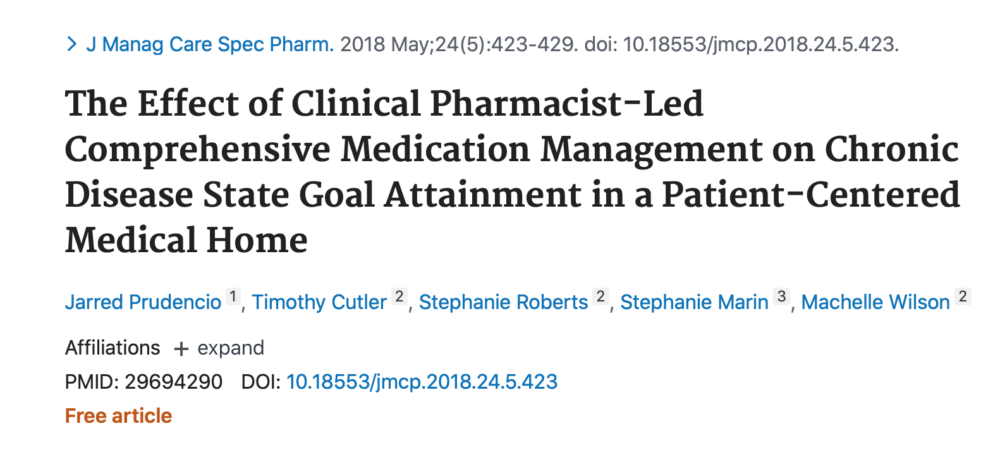 > J Manag Care Spec Pharm. 2018 May;24(5):423-429. doi: 10.18553/jmcp.2018.24.5.423.
The Effect of Clinical Pharmacist-Led
Comprehensive Medication Management on Chronic
Disease State Goal Attainment in a Patient-Centered
Medical Home
Jarred Prudencio 1, Timothy Cutler 2, Stephanie Roberts 2, Stephanie Marin 3, Machelle Wilson 2
Affiliations + expand
PMID: 29694290 DOI: 10.18553/jmcp.2018.24.5.423
Free article